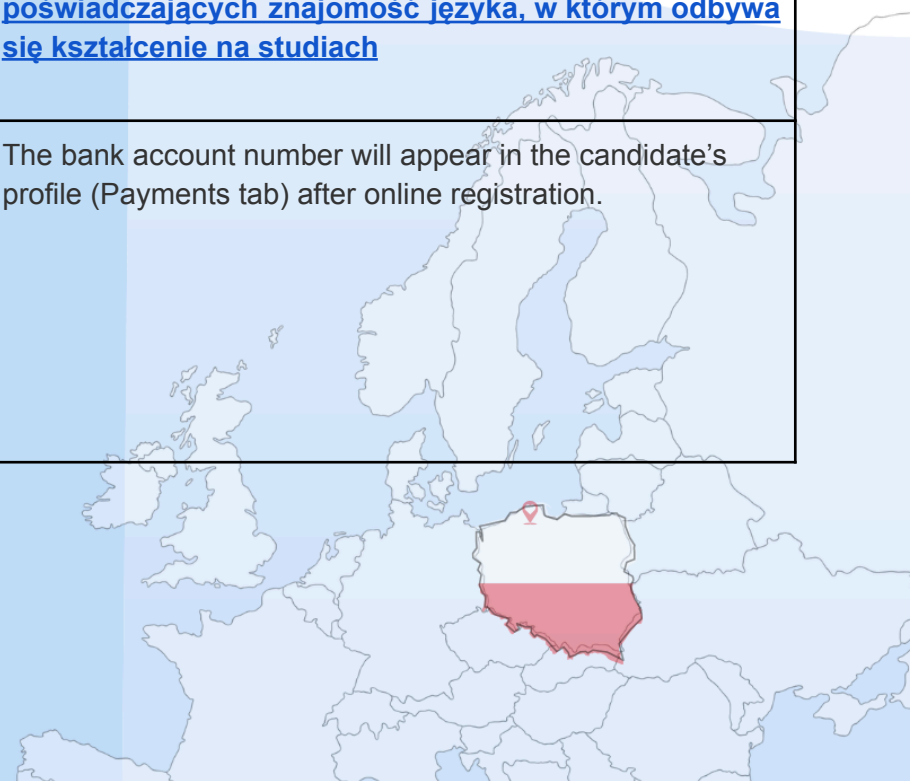 poświadczających znajomość języka, w którym odbywa
się kształcenie na studiach
The bank account number will appear in the candidate's
profile (Payments tab) after online registration.